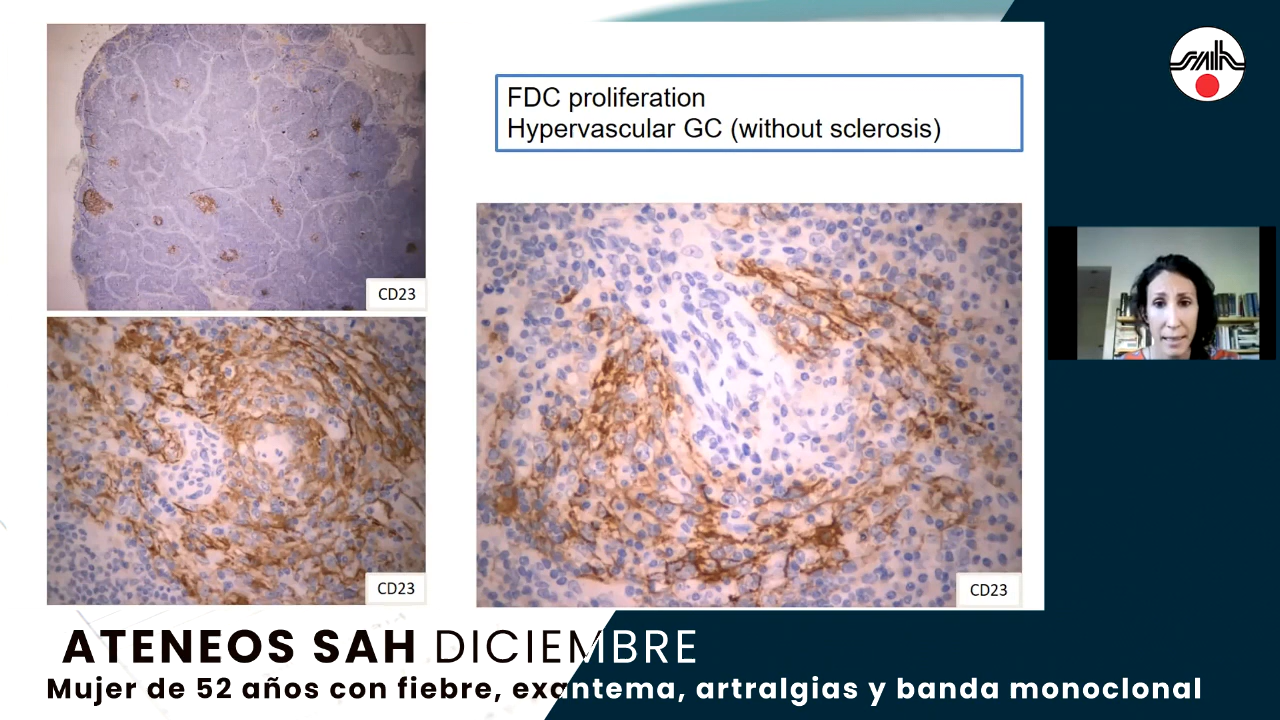 FDC proliferation
Hypervascular GC (without sclerosis)
CD23
CD23
CD23
sah
ATENEOS SAH DICIEMBRE
Mujer de 52 años con fiebre, exantema, artralgias y banda monoclonal